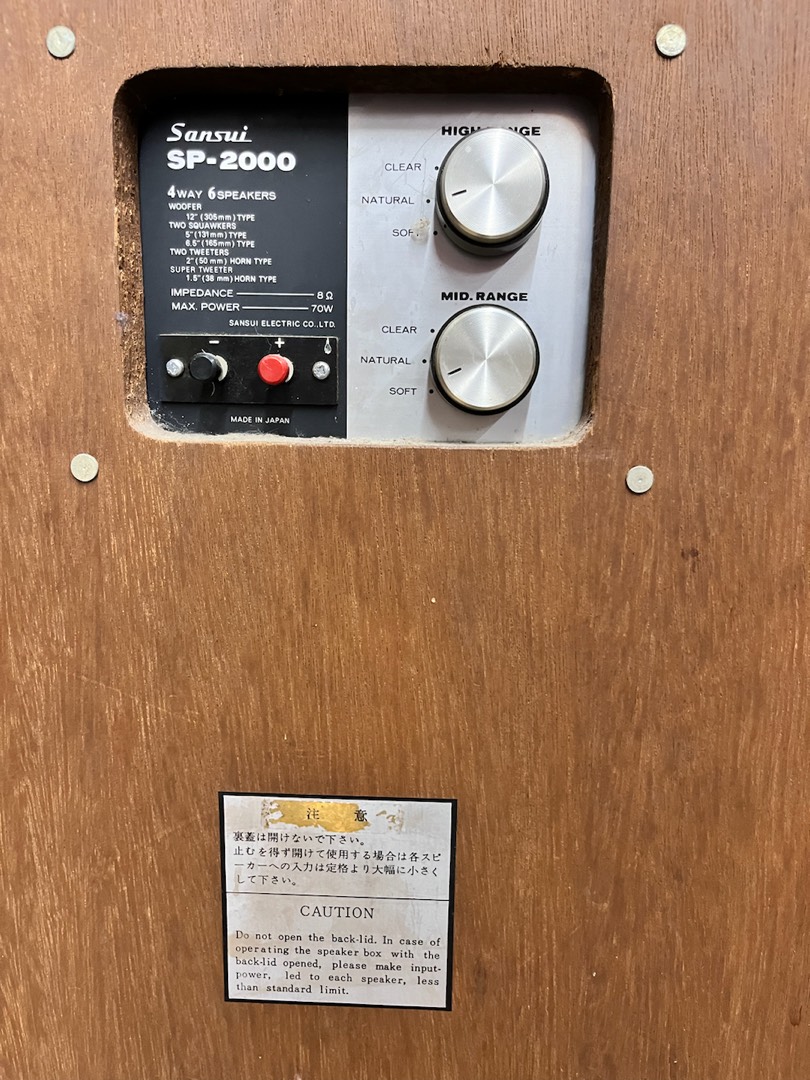 Sansui
SP-2000
4WAY 6SPEAKERS
WOOFER
12" (305mm) TYPE
TWO SQUAWKERS
5" (131mm) TYPE
6.5" (165mm) TYPE
TWO TWEETERS
2" (50 mm) HORN TYPE
SUPER TWEETER
1.5" (38 mm) HORN TYPE
IMPEDANCE 8Ω
MAX. POWER 70W
SANSUI ELECTRIC CO.,LTD.
− +
MADE IN JAPAN
HIGH RANGE
CLEAR
NATURAL
SOFT
MID. RANGE
CLEAR
NATURAL
SOFT
注 意
裏蓋は開けないで下さい。
止むを得ず開けて使用する場合は各スピ
ーカーへの入力は定格より大幅に小さく
して下さい。
CAUTION
Do not open the back-lid. In case of
operating the speaker box with the
back-lid opened, please make input-
power, led to each speaker, less
than standard limit.